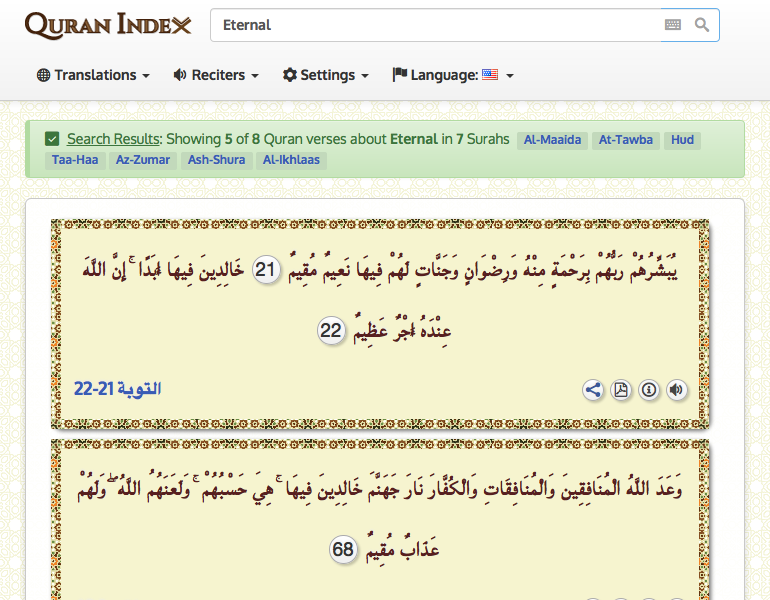 QURAN INDEX
Eternal
Translations Reciters Settings Language:
Search Results: Showing 5 of 8 Quran verses about Eternal in 7 Surahs Al-Maaida At-Tawba Hud
Taa-Haa Az-Zumar Ash-Shura Al-Ikhlaas
يُبَشِّرُهُمْ رَبُّهُمْ بِرَحْمَةٍ مِنْهُ وَرِضْوَانٍ وَجَنَّاتٍ لَهُمْ فِيهَا نَعِيمٌ مُقِيمٌ 21 خَالِدِينَ فِيهَا أَبَدًا ۚ إِنَّ اللَّهَ
عِنْدَهُ أَجْرٌ عَظِيمٌ 22
التوبة 21-22
وَعَدَ اللَّهُ الْمُنَافِقِينَ وَالْمُنَافِقَاتِ وَالْكُفَّارَ نَارَ جَهَنَّمَ خَالِدِينَ فِيهَا ۚ هِيَ حَسْبُهُمْ ۚ وَلَعَنَهُمُ اللَّهُ ۖ وَلَهُمْ
عَذَابٌ مُقِيمٌ 68